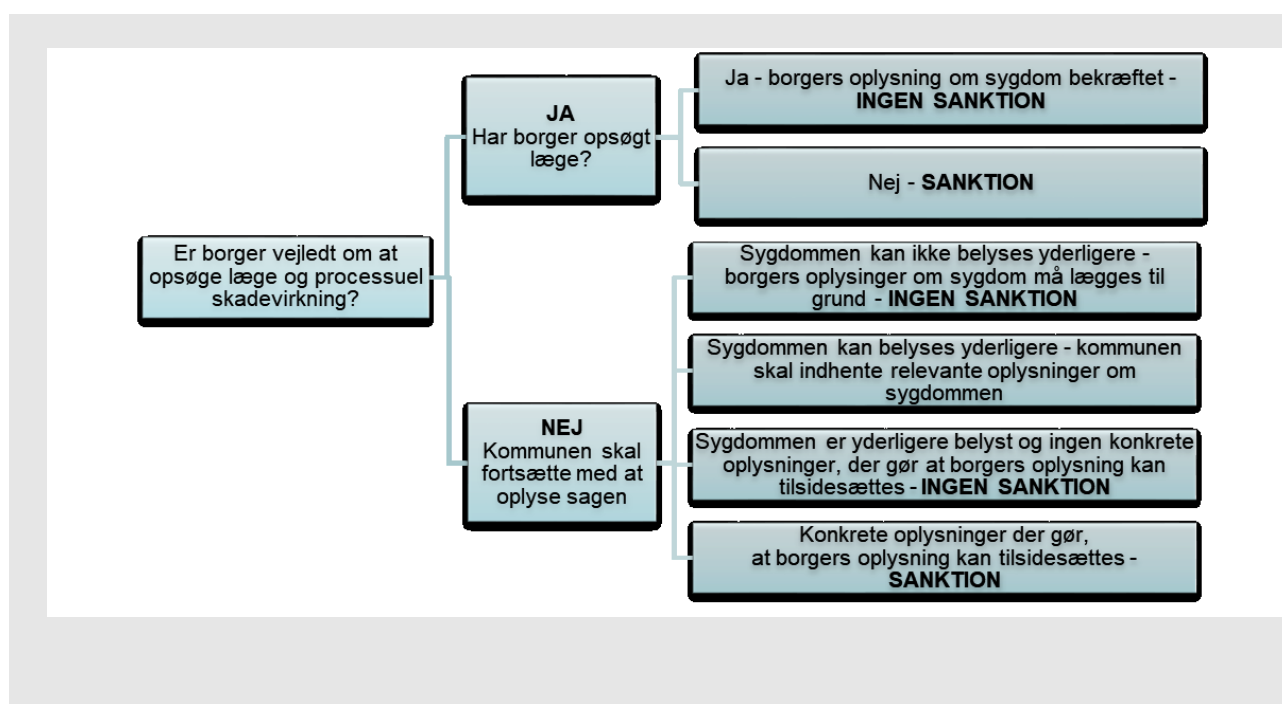 Er borger vejledt om at
opsøge læge og processuel
skadevirkning?
JA
Har borger opsøgt
læge?
Ja - borgers oplysning om sygdom bekræftet -
INGEN SANKTION
Nej - SANKTION
NEJ
Kommunen skal
fortsætte med at
oplyse sagen
Sygdommen kan ikke belyses yderligere -
borgers oplysinger om sygdom må lægges til
grund - INGEN SANKTION
Sygdommen kan belyses yderligere - kommunen
skal indhente relevante oplysninger om
sygdommen
Sygdommen er yderligere belyst og ingen konkrete
oplysninger, der gør at borgers oplysning kan
tilsidesættes - INGEN SANKTION
Konkrete oplysninger der gør,
at borgers oplysning kan tilsidesættes -
SANKTION